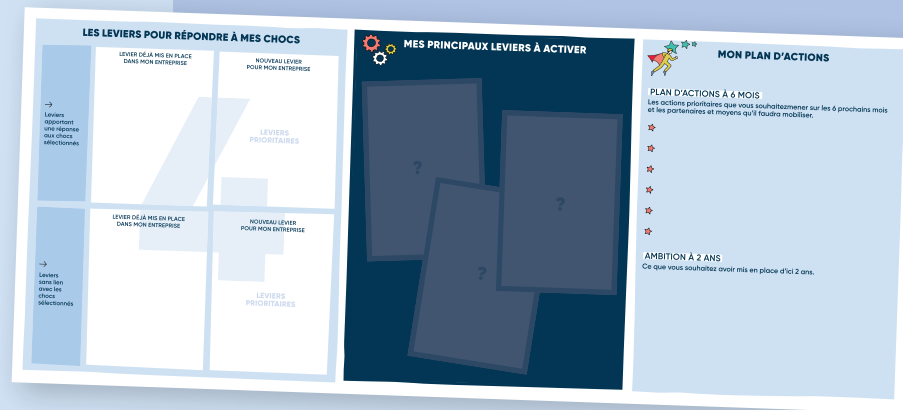 LES LEVIERS POUR RÉPONDRE À MES CHOCS
LEVIER DÉJÀ MIS EN PLACE
DANS MON ENTREPRISE
NOUVEAU LEVIER
POUR MON ENTREPRISE
→
Leviers
apportant
une réponse
aux chocs
sélectionnés
4
LEVIERS
PRIORITAIRES
LEVIER DÉJÀ MIS EN PLACE
DANS MON ENTREPRISE
NOUVEAU LEVIER
POUR MON ENTREPRISE
→
Leviers
sans lien
avec les
chocs
sélectionnés
LEVIERS
PRIORITAIRES
MES PRINCIPAUX LEVIERS À ACTIVER
?
?
?
MON PLAN D'ACTIONS
PLAN D'ACTIONS À 6 MOIS
Les actions prioritaires que vous souhaitezmener sur les 6 prochains mois
et les partenaires et moyens qu'il faudra mobiliser.
AMBITION À 2 ANS
Ce que vous souhaitez avoir mis en place d'ici 2 ans.